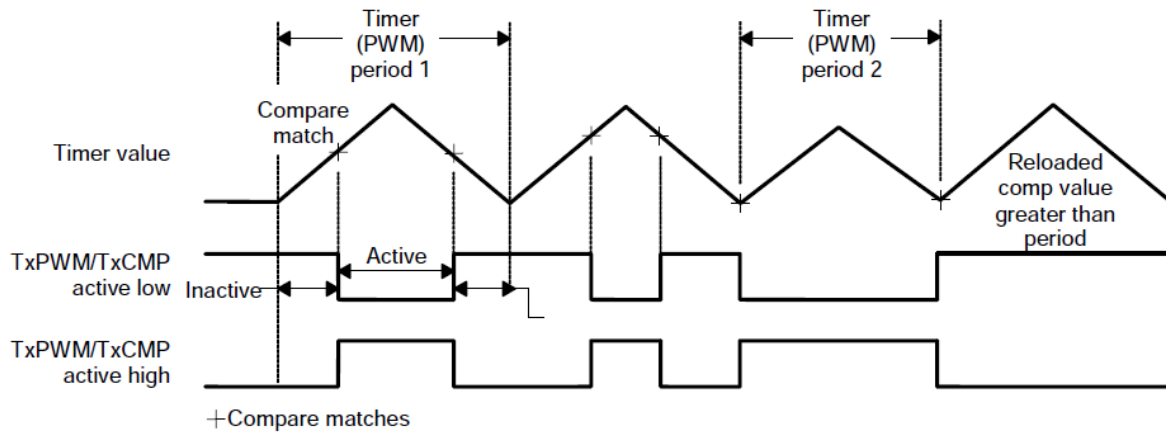 Timer
(PWM)
period 1
Timer
(PWM)
period 2
Compare
match
Timer value
Reloaded
comp value
greater than
period
TxPWM/TxCMP
active low
Inactive
Active
TxPWM/TxCMP
active high
Compare matches